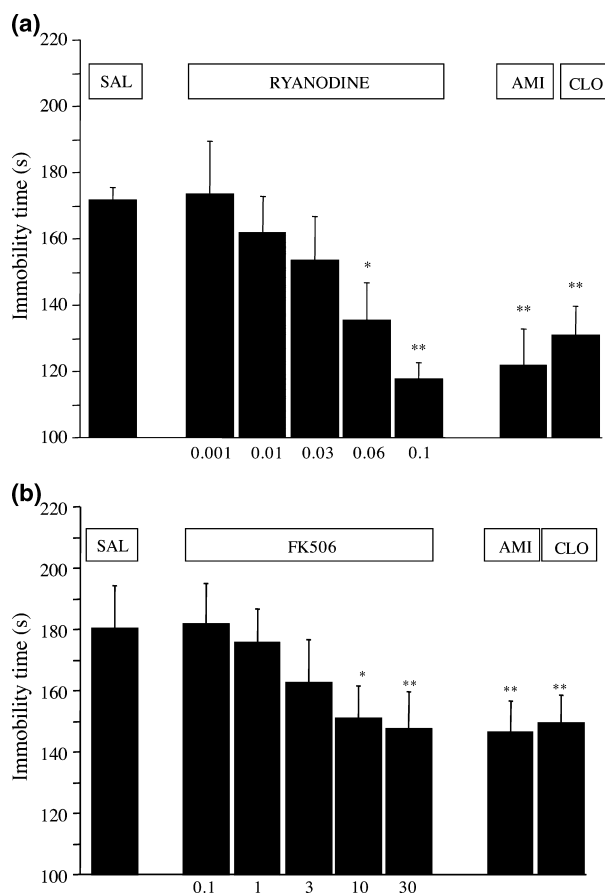 (a)
220
SAL RYANODINE AMI CLO
200
180
160
*
140
** **
**
120
100
Immobility time (s)
0.001 0.01 0.03 0.06 0.1
(b)
220
SAL FK506 AMI CLO
200
180
160
* ** ** **
140
120
100
Immobility time (s)
0.1 1 3 10 30